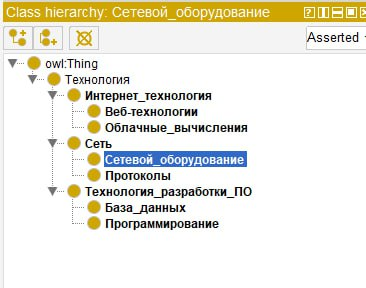 Class hierarchy: Сетевой_оборудование
Asserted
owl:Thing
Технология
Интернет_технология
Веб-технологии
Облачные_вычисления
Сеть
Сетевой_оборудование
Протоколы
Технология_разработки_ПО
База_данных
Программирование